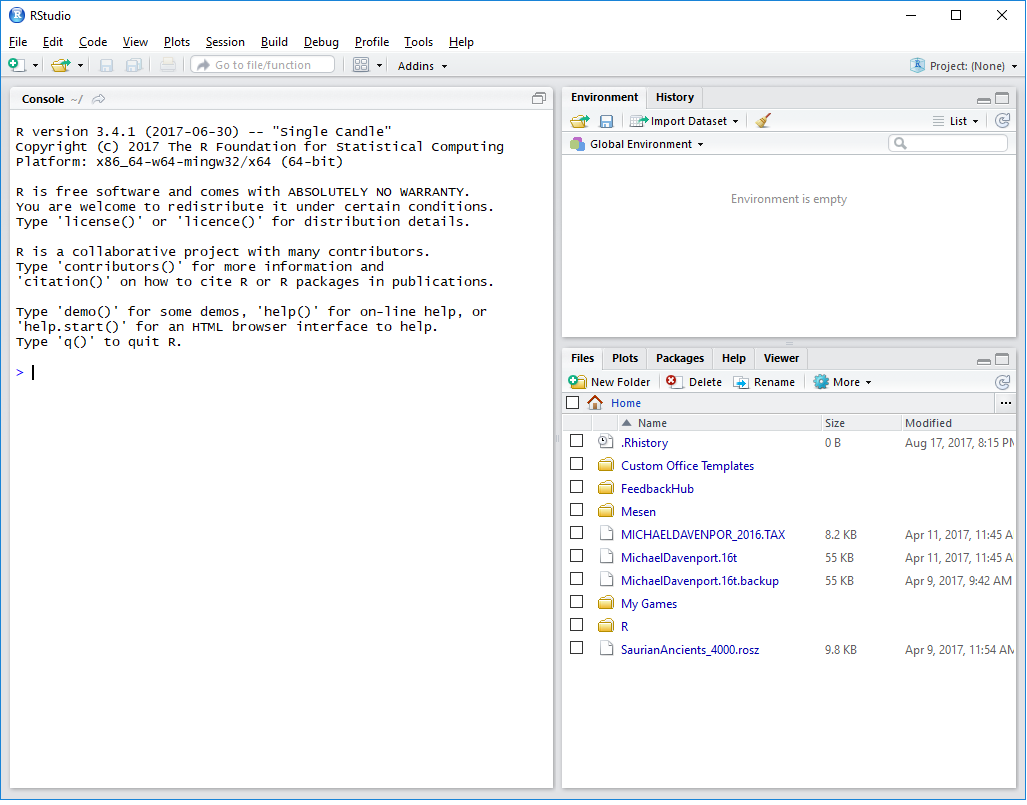 RStudio
File Edit Code View Plots Session Build Debug Profile Tools Help
Go to file/function Addins Project: (None)
Console ~/
R version 3.4.1 (2017-06-30) -- "Single Candle"
Copyright (C) 2017 The R Foundation for Statistical Computing
Platform: x86_64-w64-mingw32/x64 (64-bit)
R is free software and comes with ABSOLUTELY NO WARRANTY.
You are welcome to redistribute it under certain conditions.
Type 'license()' or 'licence()' for distribution details.
R is a collaborative project with many contributors.
Type 'contributors()' for more information and
'citation()' on how to cite R or R packages in publications.
Type 'demo()' for some demos, 'help()' for on-line help, or
'help.start()' for an HTML browser interface to help.
Type 'q()' to quit R.
>
Environment History
Import Dataset List
Global Environment
Environment is empty
Files Plots Packages Help Viewer
New Folder Delete Rename More
Home ...
Name Size Modified
.Rhistory 0 B Aug 17, 2017, 8:15 PM
Custom Office Templates
FeedbackHub
Mesen
MICHAELDAVENPOR_2016.TAX 8.2 KB Apr 11, 2017, 11:45 A
MichaelDavenport.16t 55 KB Apr 11, 2017, 11:45 A
MichaelDavenport.16t.backup 55 KB Apr 9, 2017, 9:42 AM
My Games
R
SaurianAncients_4000.rosz 9.8 KB Apr 9, 2017, 11:54 AM